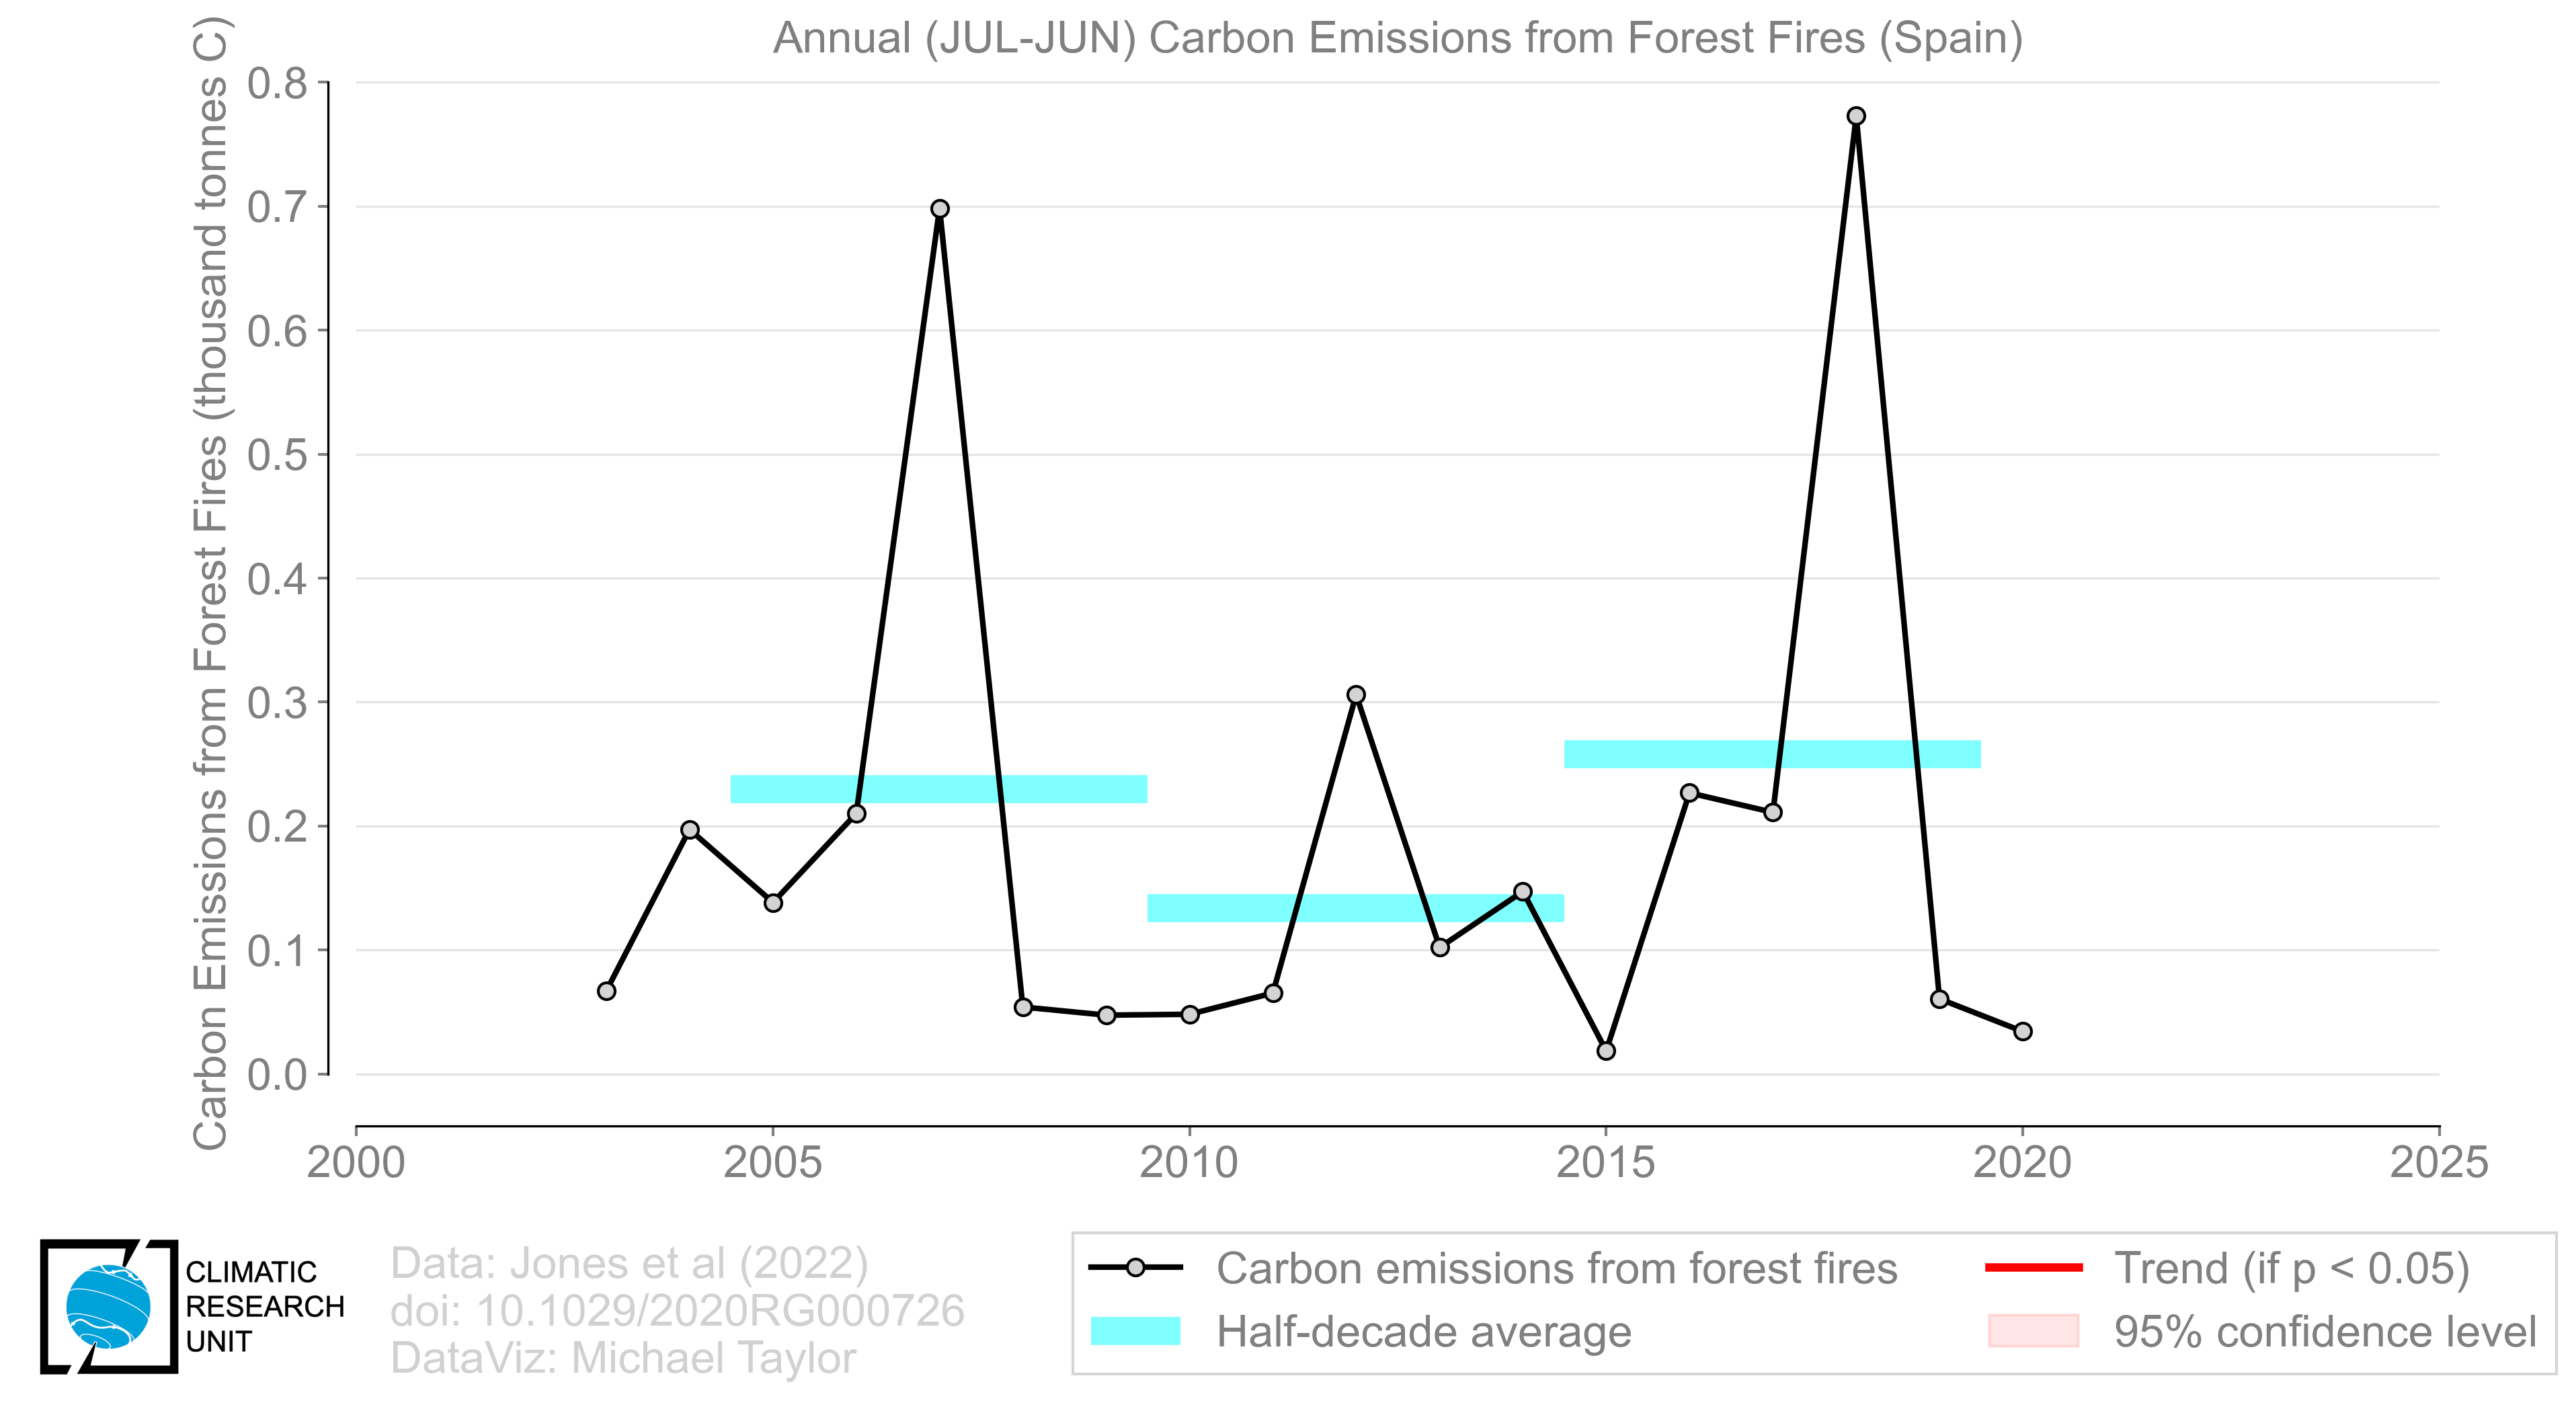 Annual (JUL-JUN) Carbon Emissions from Forest Fires (Spain)
Carbon Emissions from Forest Fires (thousand tonnes C)
0.8
0.7
0.6
0.5
0.4
0.3
0.2
0.1
0.0
2000 2005 2010 2015 2020 2025
CLIMATIC
RESEARCH
UNIT
Data: Jones et al (2022)
doi: 10.1029/2020RG000726
DataViz: Michael Taylor
Carbon emissions from forest fires
Half-decade average
Trend (if p < 0.05)
95% confidence level